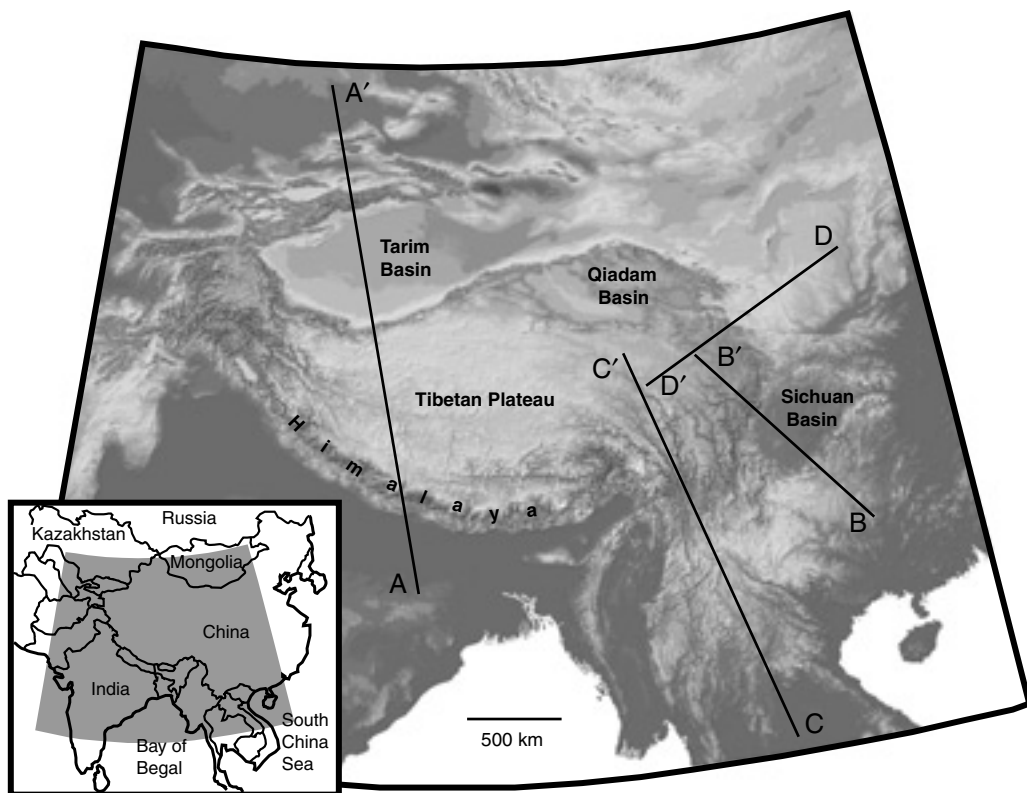 A′
Tarim
Basin
Qiadam
Basin
D
C′
B′
D′
Tibetan Plateau
Sichuan
Basin
Himalaya
B
A
C
500 km
Russia
Kazakhstan
Mongolia
China
India
Bay of
Begal
South
China
Sea